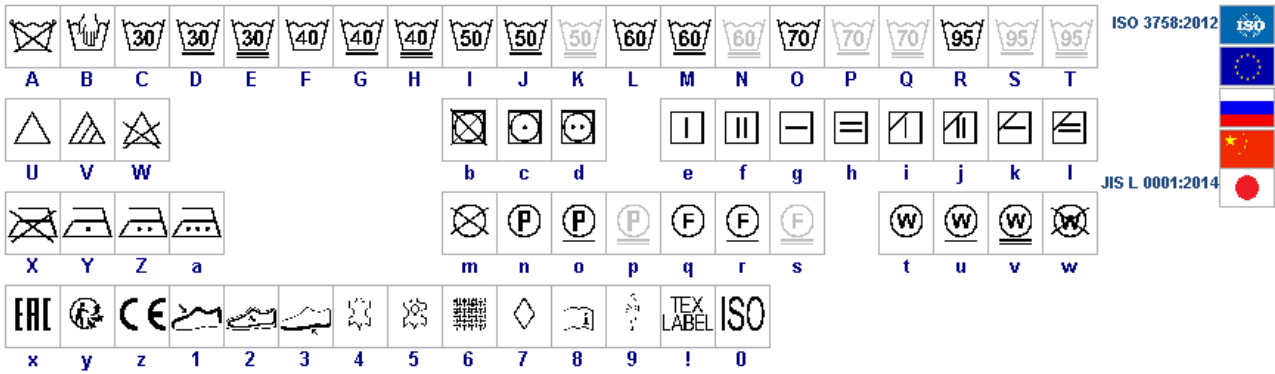 30 30 30 40 40 40 50 50 50 60 60 60 70 70 70 95 95 95 ISO 3758:2012 ISO
A B C D E F G H I J K L M N O P Q R S T
U V W b c d e f g h i j k l
JIS L 0001:2014
P P P F F F W W W W
X Y Z a m n o p q r s t u v w
EAC CE i TEX LABEL ISO
x y z 1 2 3 4 5 6 7 8 9 ! 0